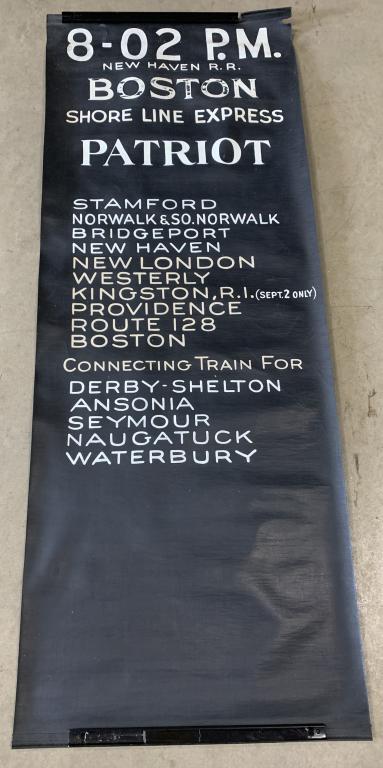 8-02 P.M.
NEW HAVEN R.R.
BOSTON
SHORE LINE EXPRESS
PATRIOT
STAMFORD
NORWALK & SO. NORWALK
BRIDGEPORT
NEW HAVEN
NEW LONDON
WESTERLY
KINGSTON, R.I. (SEPT. 2 ONLY)
PROVIDENCE
ROUTE 128
BOSTON
CONNECTING TRAIN FOR
DERBY-SHELTON
ANSONIA
SEYMOUR
NAUGATUCK
WATERBURY